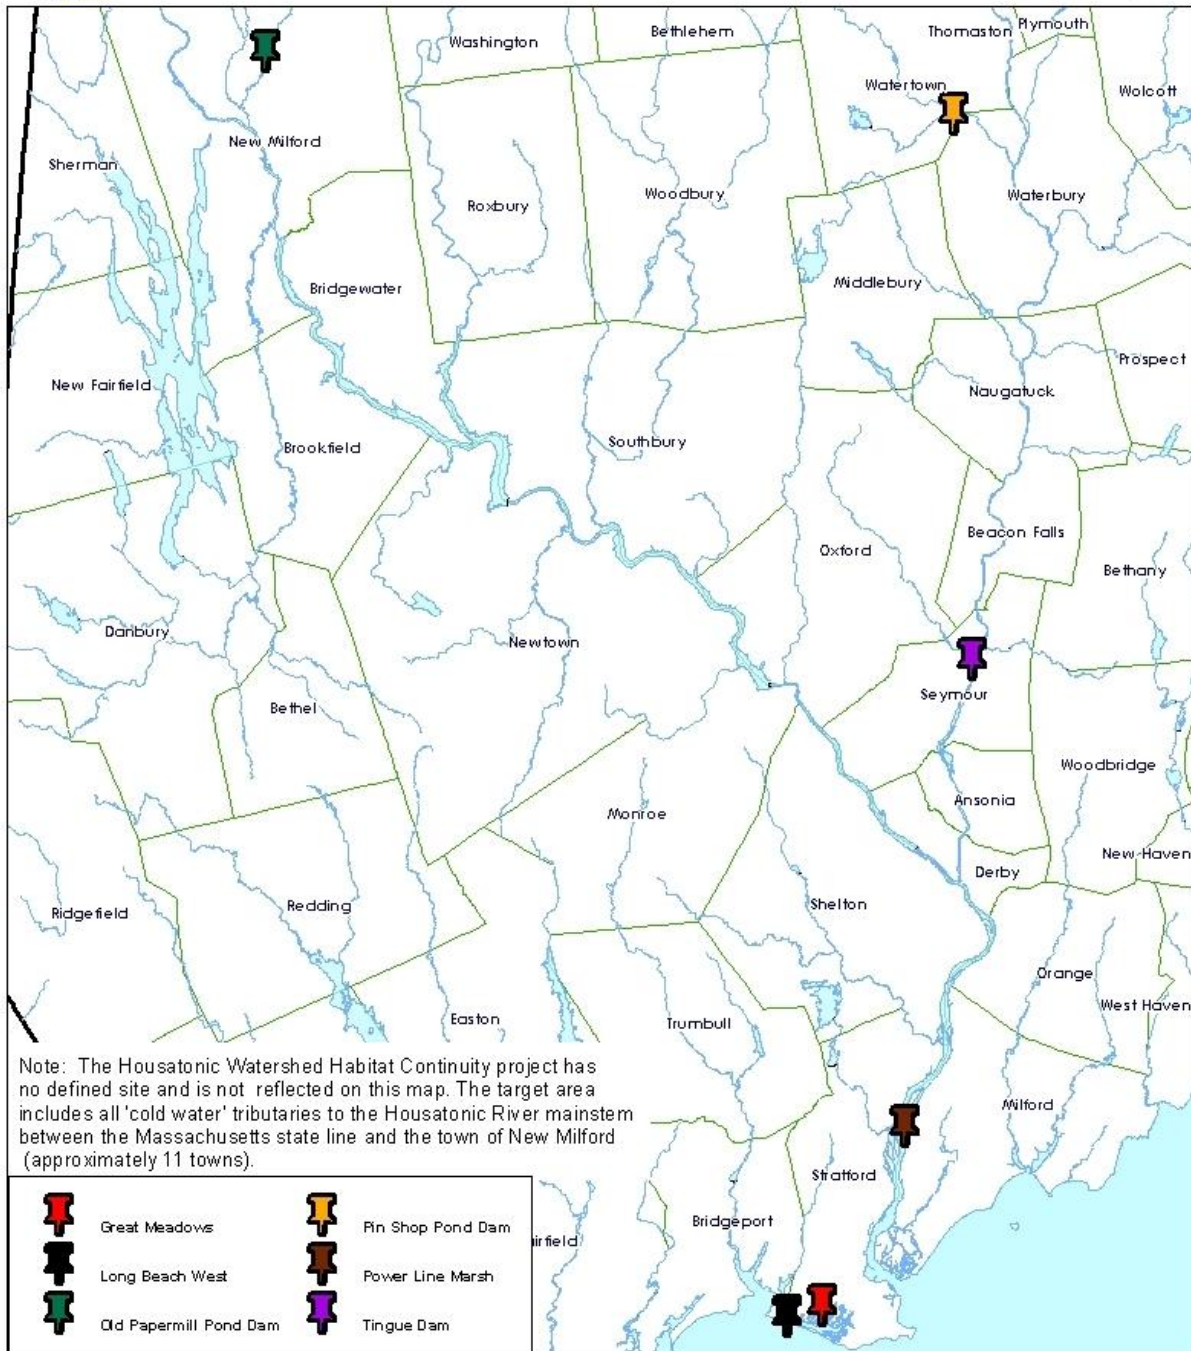 Washington
Bethlehem
Thomaston
Plymouth
Watertown
Wolcott
New Milford
Sherman
Roxbury
Woodbury
Waterbury
Bridgewater
Middlebury
New Fairfield
Prospect
Naugatuck
Brookfield
Southbury
Beacon Falls
Oxford
Bethany
Danbury
Newtown
Seymour
Bethel
Woodbridge
Ansonia
Monroe
New Haven
Derby
Ridgefield
Redding
Shelton
Orange
West Haven
Easton
Trumbull
Note: The Housatonic Watershed Habitat Continuity project has
no defined site and is not reflected on this map. The target area
includes all 'cold water' tributaries to the Housatonic River mainstem
between the Massachusetts state line and the town of New Milford
(approximately 11 towns).
Milford
Stratford
Bridgeport
airfield
Great Meadows
Pin Shop Pond Dam
Long Beach West
Power Line Marsh
Old Papermill Pond Dam
Tingue Dam